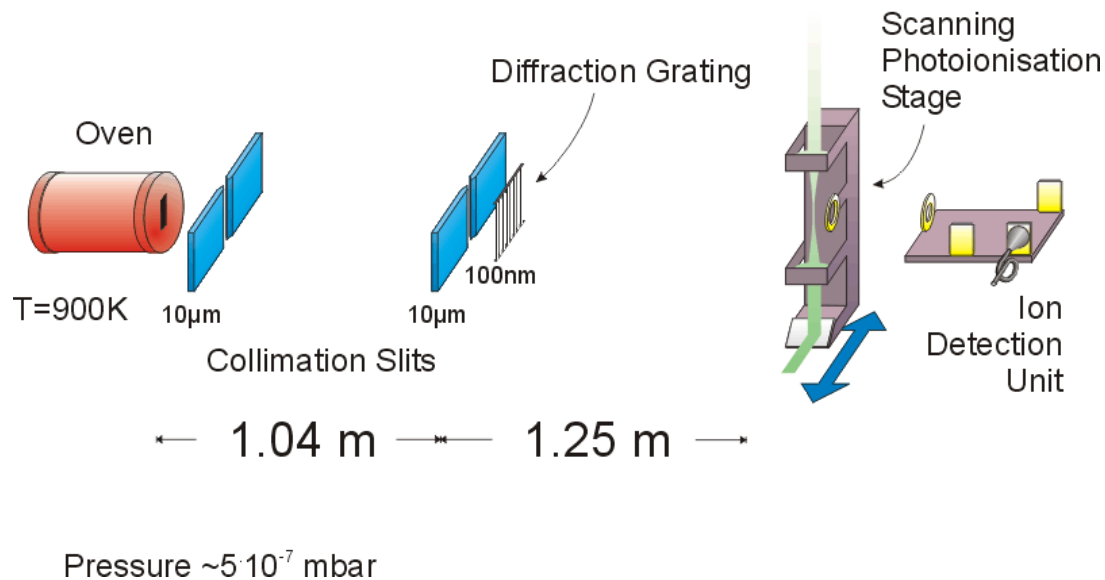 Scanning
Photoionisation
Stage
Diffraction Grating
Oven
100nm
T=900K
10µm
10µm
Collimation Slits
Ion
Detection
Unit
1.04 m
1.25 m
Pressure ~5·10⁻⁷ mbar